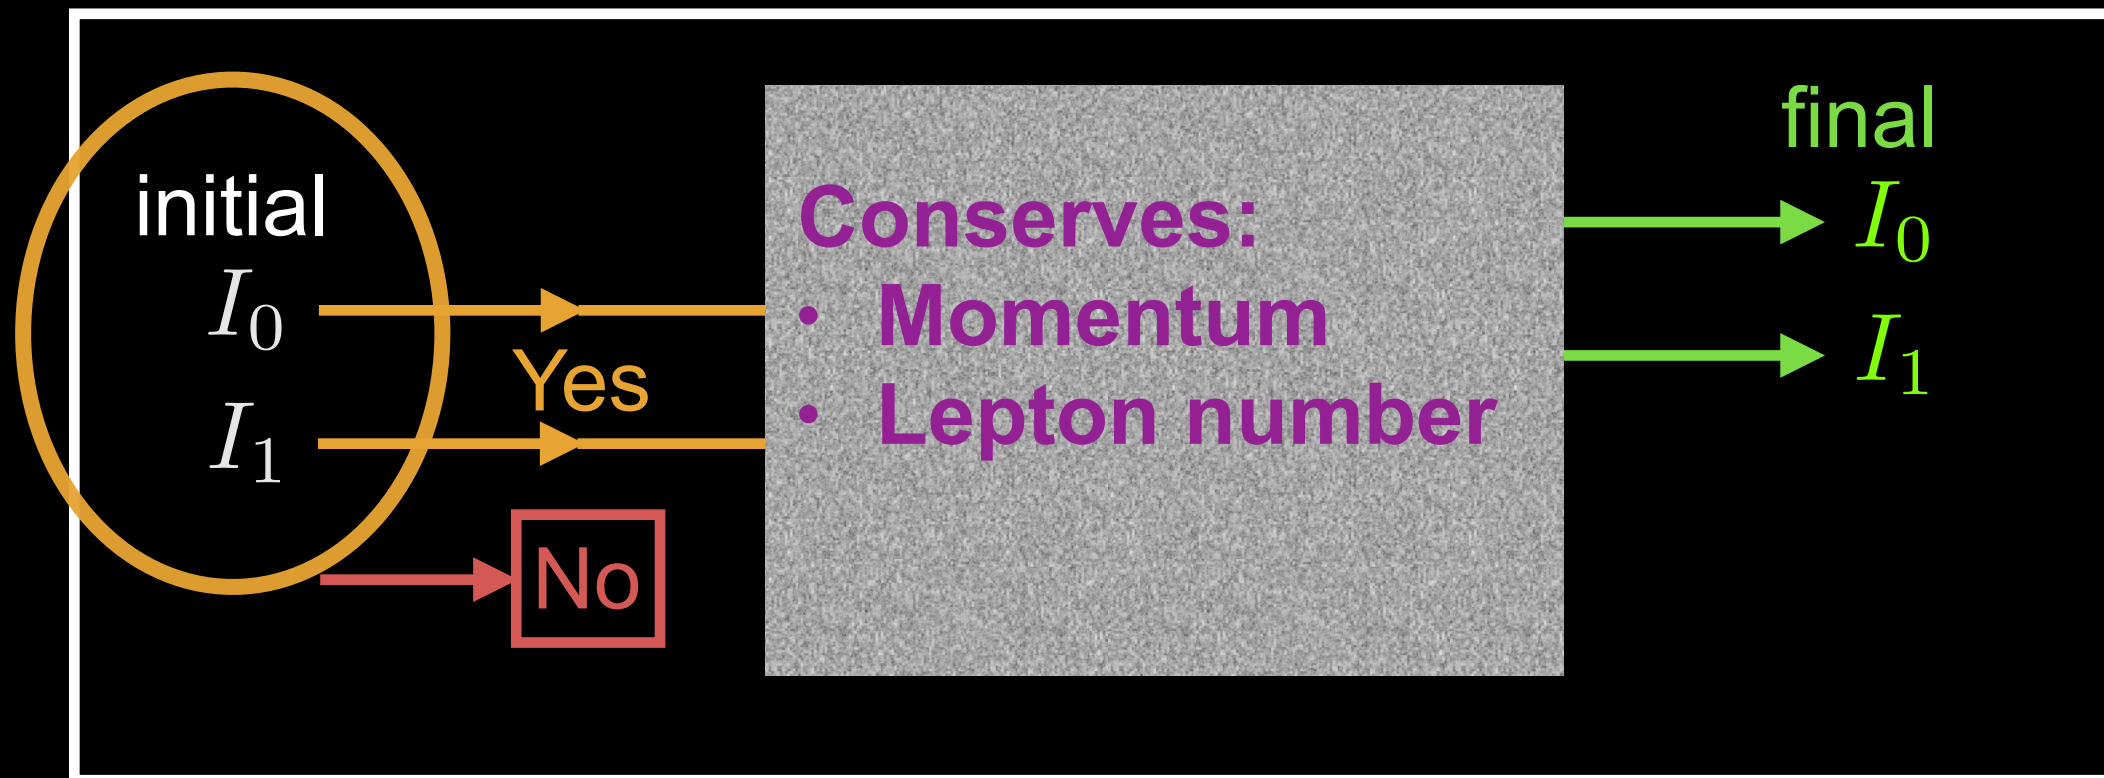 initial
I₀
I₁
Yes
No
Conserves:
• Momentum
• Lepton number
final
I₀
I₁